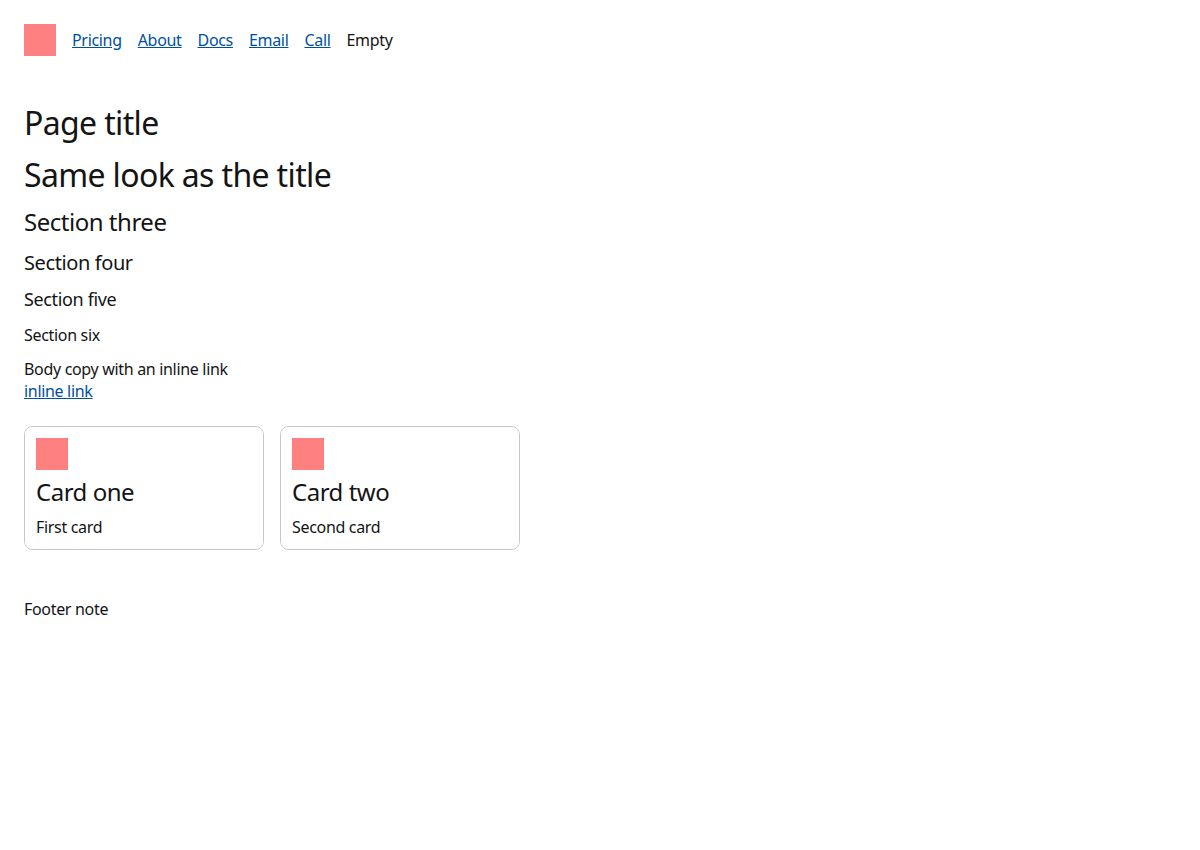 Pricing About Docs Email Call Empty
Page title
Same look as the title
Section three
Section four
Section five
Section six
Body copy with an inline link
inline link
Card one
First card
Card two
Second card
Footer note